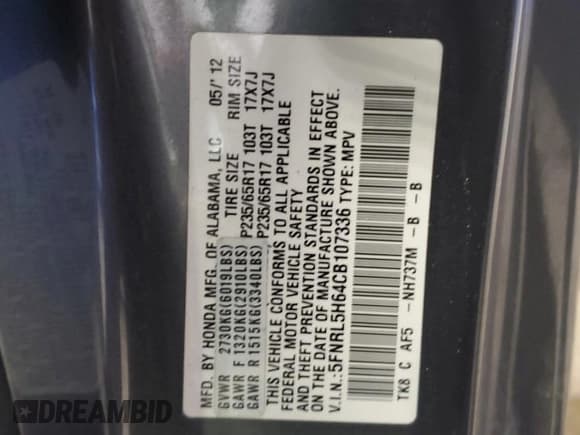 MFD. BY HONDA MFG. OF ALABAMA, LLC 05/' 12
TIRE SIZE RIM SIZE
GVWR 2730KG(6019LBS)
GAWR F 1320KG(2910LBS) P235/65R17 103T 17X7J
GAWR R 1515KG(3340LBS) P235/65R17 103T 17X7J
THIS VEHICLE CONFORMS TO ALL APPLICABLE
FEDERAL MOTOR VEHICLE SAFETY
AND THEFT PREVENTION STANDARDS IN EFFECT
ON THE DATE OF MANUFACTURE SHOWN ABOVE.
V.I.N.:5FNRL5H64CB107336 TYPE: MPV
TK8 C AF5 -NH737M -B -B
DREAMBID